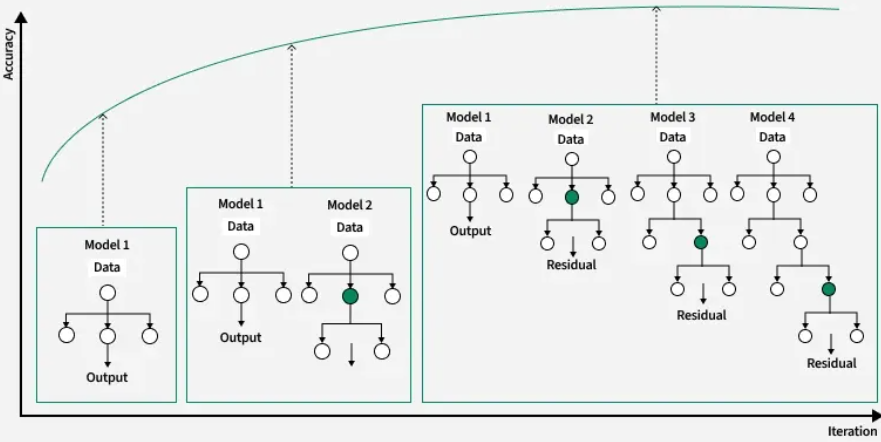 Accuracy
Model 1
Data
Output
Model 1
Data
Output
Model 2
Data
Model 1
Data
Output
Model 2
Data
Residual
Model 3
Data
Residual
Model 4
Data
Residual
Iteration